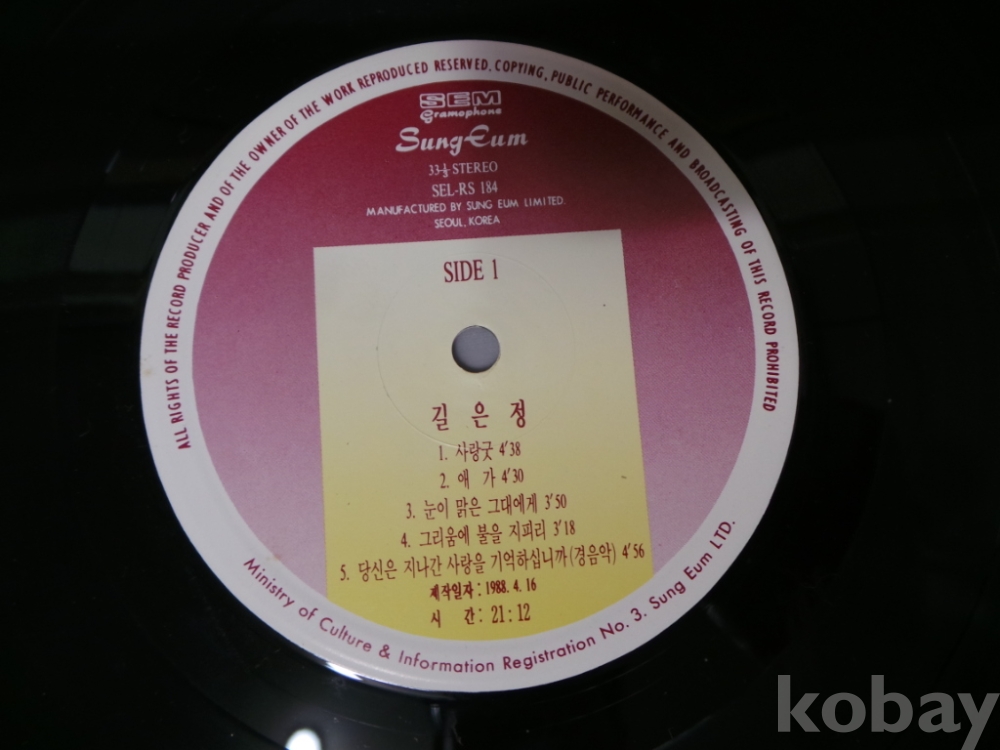 ALL RIGHTS OF THE RECORD PRODUCER AND OF THE OWNER OF THE WORK REPRODUCED RESERVED. COPYING, PUBLIC PERFORMANCE AND BROADCASTING OF THIS RECORD PROHIBITED
SEM
Gramophone
SungEum
33⅓ STEREO
SEL-RS 184
MANUFACTURED BY SUNG EUM LIMITED.
SEOUL, KOREA
SIDE 1
길 은 정
1. 사랑굿 4'38
2. 애 가 4'30
3. 눈이 맑은 그대에게 3'50
4. 그리움에 불을 지피리 3'18
5. 당신은 지나간 사랑을 기억하십니까(경음악) 4'56
제작일자 : 1988. 4. 16
시 간 : 21 : 12
Ministry of Culture & Information Registration No. 3. Sung Eum LTD.
kobay